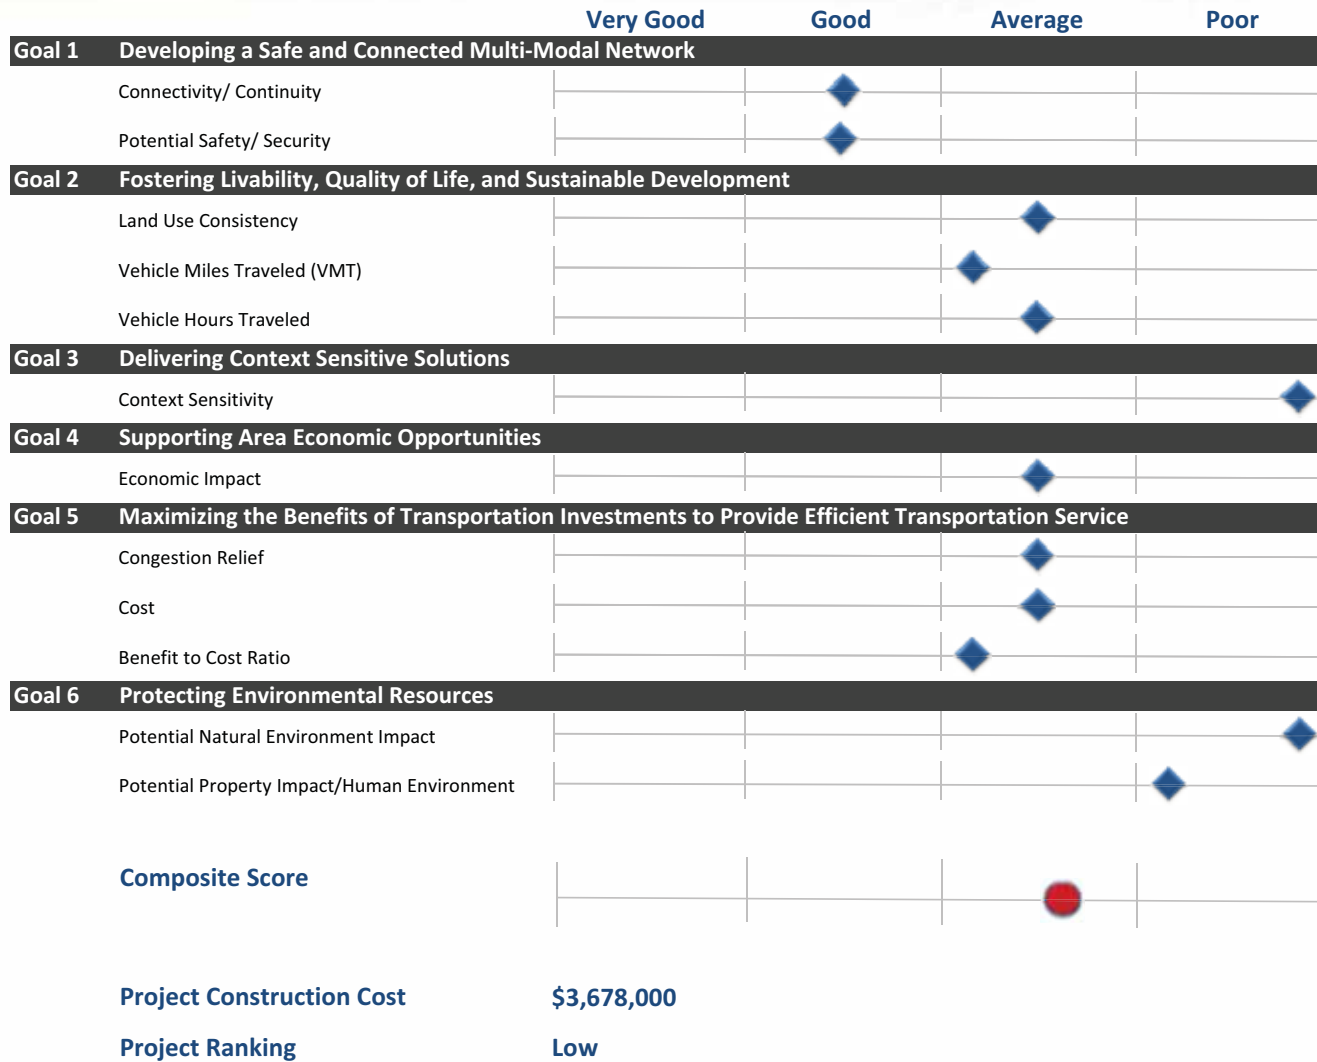 Very Good Good Average Poor
Goal 1 Developing a Safe and Connected Multi-Modal Network
Connectivity/ Continuity
Potential Safety/ Security
Goal 2 Fostering Livability, Quality of Life, and Sustainable Development
Land Use Consistency
Vehicle Miles Traveled (VMT)
Vehicle Hours Traveled
Goal 3 Delivering Context Sensitive Solutions
Context Sensitivity
Goal 4 Supporting Area Economic Opportunities
Economic Impact
Goal 5 Maximizing the Benefits of Transportation Investments to Provide Efficient Transportation Service
Congestion Relief
Cost
Benefit to Cost Ratio
Goal 6 Protecting Environmental Resources
Potential Natural Environment Impact
Potential Property Impact/Human Environment
Composite Score
Project Construction Cost $3,678,000
Project Ranking Low